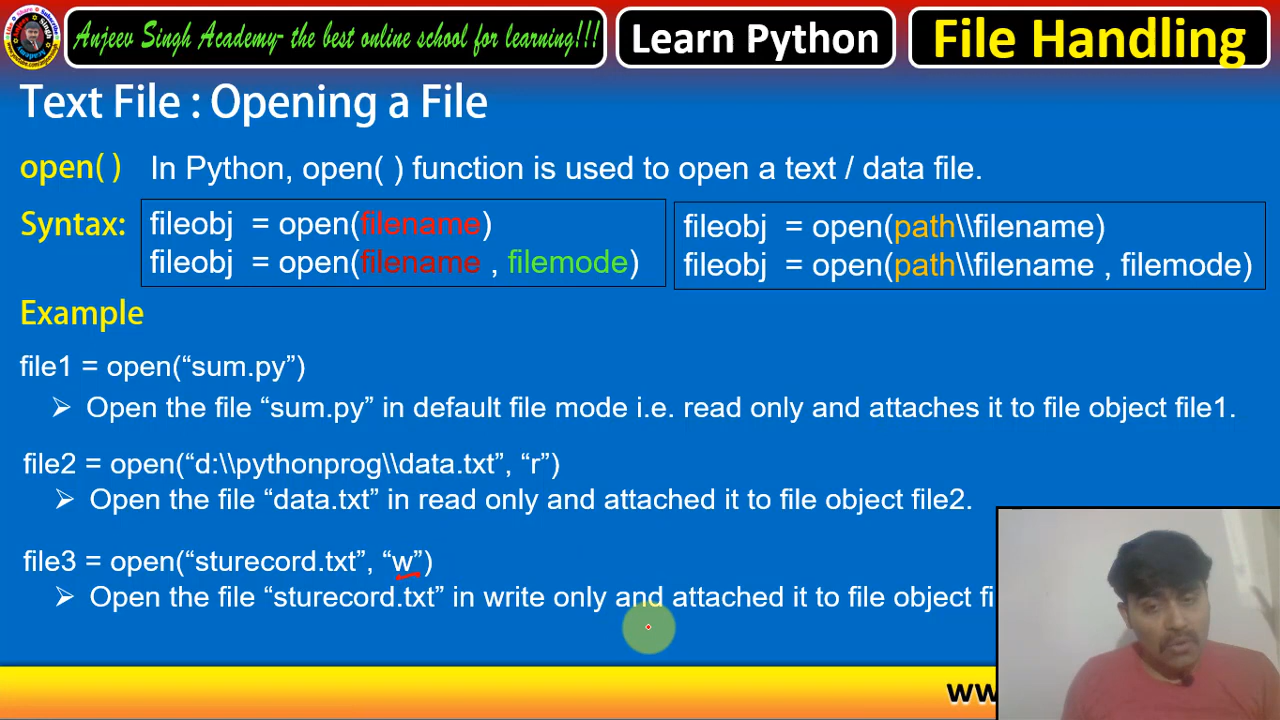 Anjeev Singh Academy- the best online school for learning!!!
Learn Python
File Handling
Text File : Opening a File
open( ) In Python, open( ) function is used to open a text / data file.
Syntax:
fileobj = open(filename)
fileobj = open(filename , filemode)
fileobj = open(path\\filename)
fileobj = open(path\\filename , filemode)
Example
file1 = open(“sum.py”)
➢ Open the file “sum.py” in default file mode i.e. read only and attaches it to file object file1.
file2 = open(“d:\\pythonprog\\data.txt”, “r”)
➢ Open the file “data.txt” in read only and attached it to file object file2.
file3 = open(“sturecord.txt”, “w”)
➢ Open the file “sturecord.txt” in write only and attached it to file object fi
ww